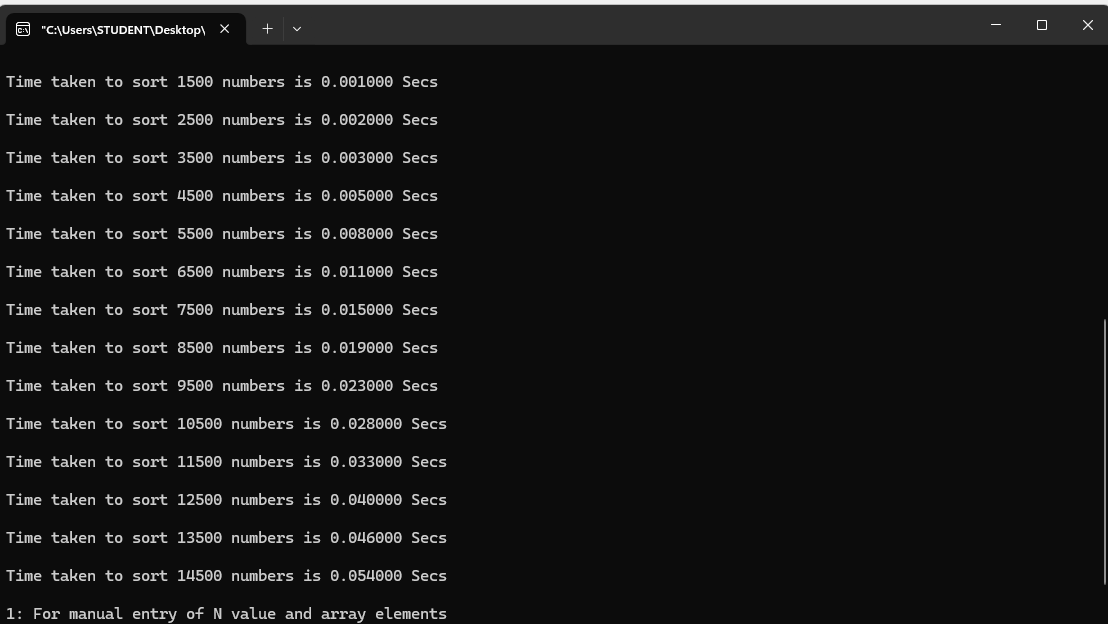 "C:\Users\STUDENT\Desktop\
Time taken to sort 1500 numbers is 0.001000 Secs
Time taken to sort 2500 numbers is 0.002000 Secs
Time taken to sort 3500 numbers is 0.003000 Secs
Time taken to sort 4500 numbers is 0.005000 Secs
Time taken to sort 5500 numbers is 0.008000 Secs
Time taken to sort 6500 numbers is 0.011000 Secs
Time taken to sort 7500 numbers is 0.015000 Secs
Time taken to sort 8500 numbers is 0.019000 Secs
Time taken to sort 9500 numbers is 0.023000 Secs
Time taken to sort 10500 numbers is 0.028000 Secs
Time taken to sort 11500 numbers is 0.033000 Secs
Time taken to sort 12500 numbers is 0.040000 Secs
Time taken to sort 13500 numbers is 0.046000 Secs
Time taken to sort 14500 numbers is 0.054000 Secs
1: For manual entry of N value and array elements